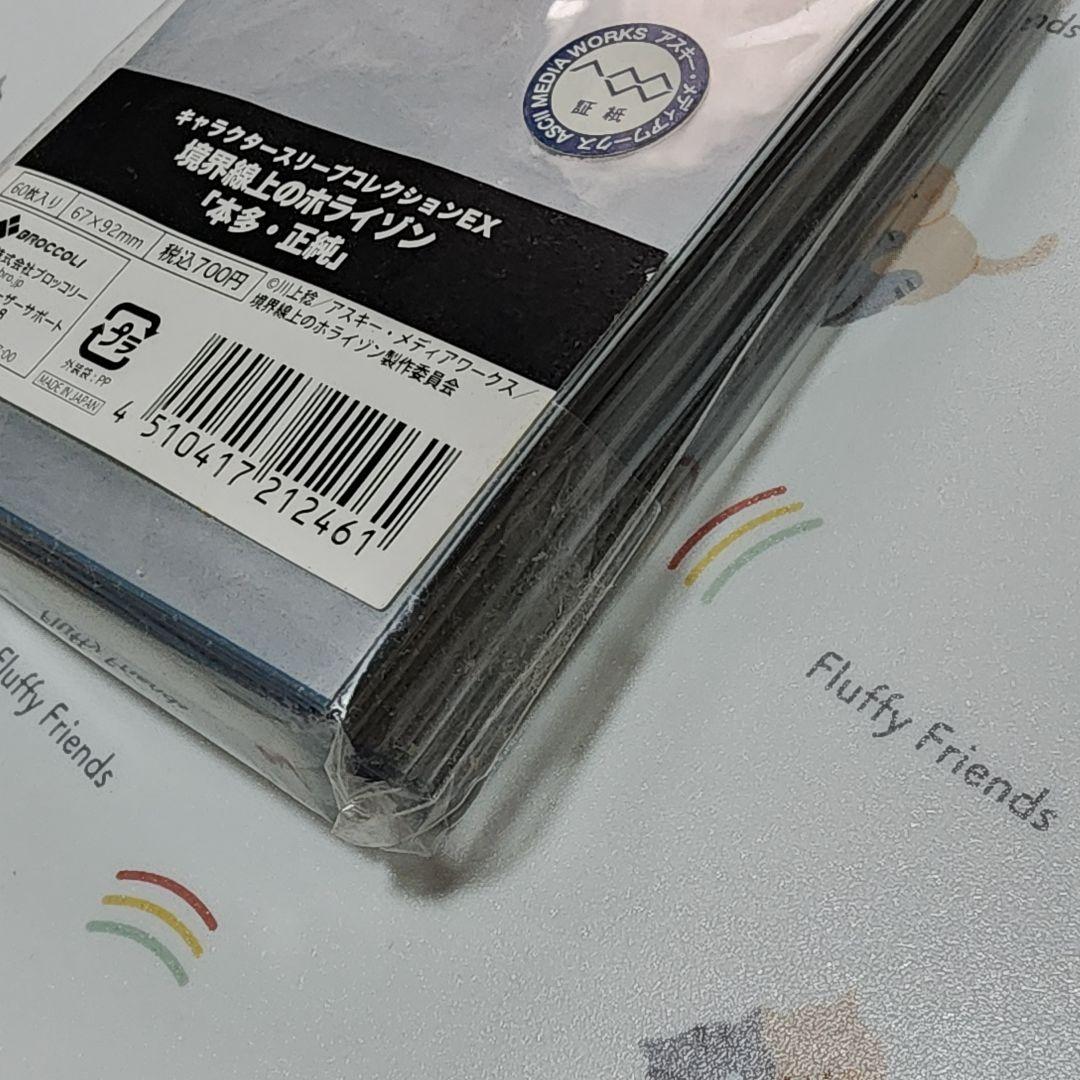 ASCII MEDIA WORKS アスキー・メディアワークス
証紙
キャラクタースリーブコレクションEX
境界線上のホライゾン
「本多・正純」
60枚入り 67×92mm 税込700円
BROCCOLI
株式会社ブロッコリー
bro.jp
ーザーサポート
8
:00
©川上稔/アスキー・メディアワークス/
境界線上のホライゾン製作委員会
プラ
外装袋:PP
MADE IN JAPAN
4 510417 212461
Fluffy Friends
Fluffy Friends
nds